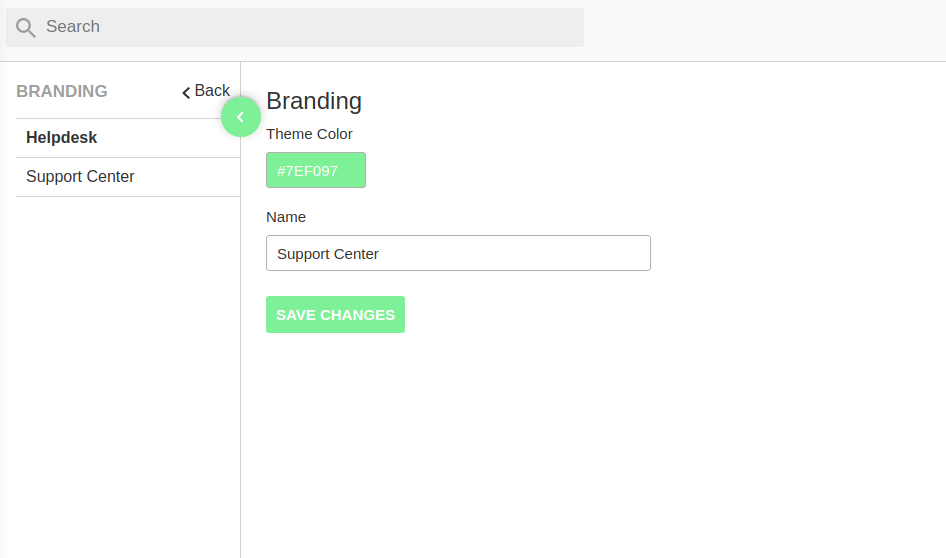 Search
BRANDING
Back
Helpdesk
Support Center
Branding
Theme Color
#7EF097
Name
Support Center
SAVE CHANGES